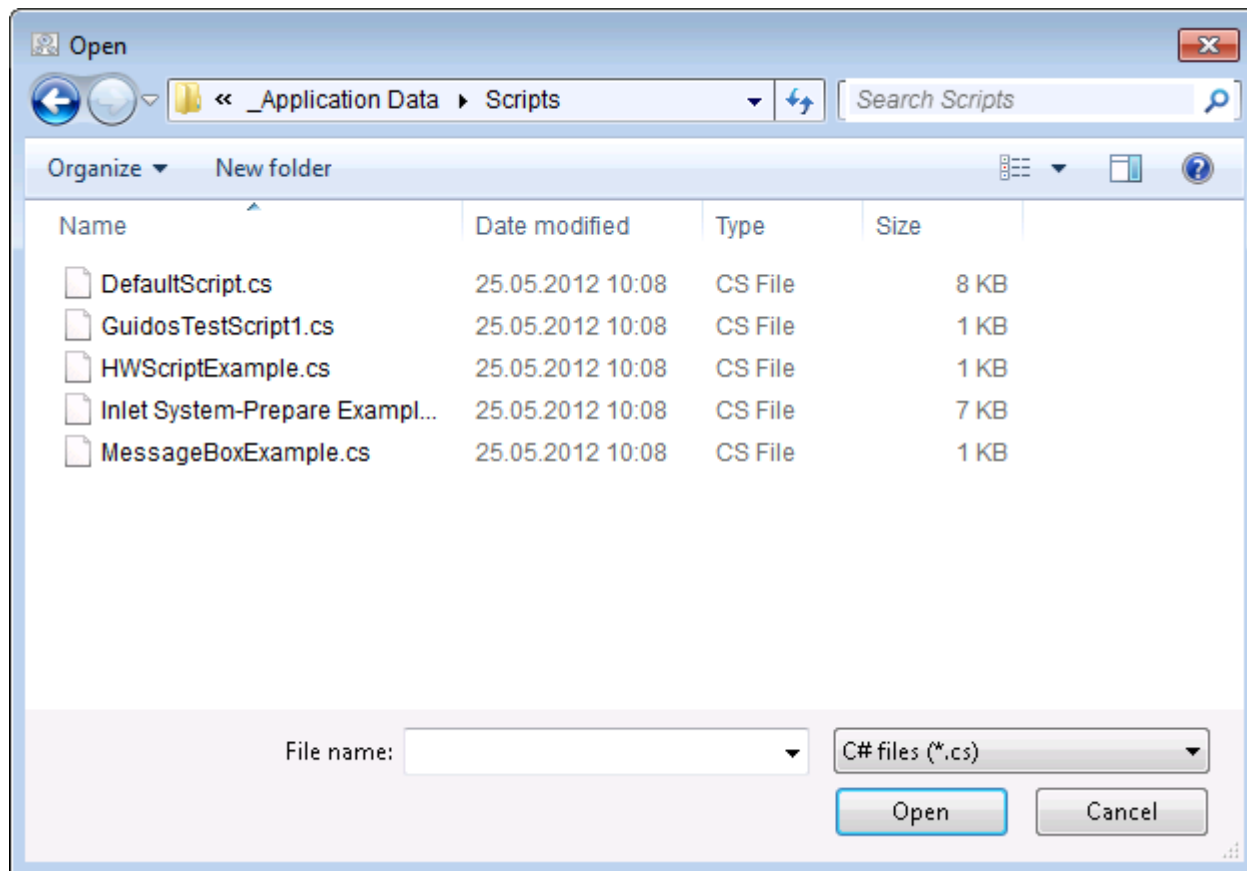 Open
« _Application Data ▸ Scripts Search Scripts
Organize New folder
Name Date modified Type Size
DefaultScript.cs 25.05.2012 10:08 CS File 8 KB
GuidosTestScript1.cs 25.05.2012 10:08 CS File 1 KB
HWScriptExample.cs 25.05.2012 10:08 CS File 1 KB
Inlet System-Prepare Exampl... 25.05.2012 10:08 CS File 7 KB
MessageBoxExample.cs 25.05.2012 10:08 CS File 1 KB
File name: C# files (*.cs)
Open Cancel